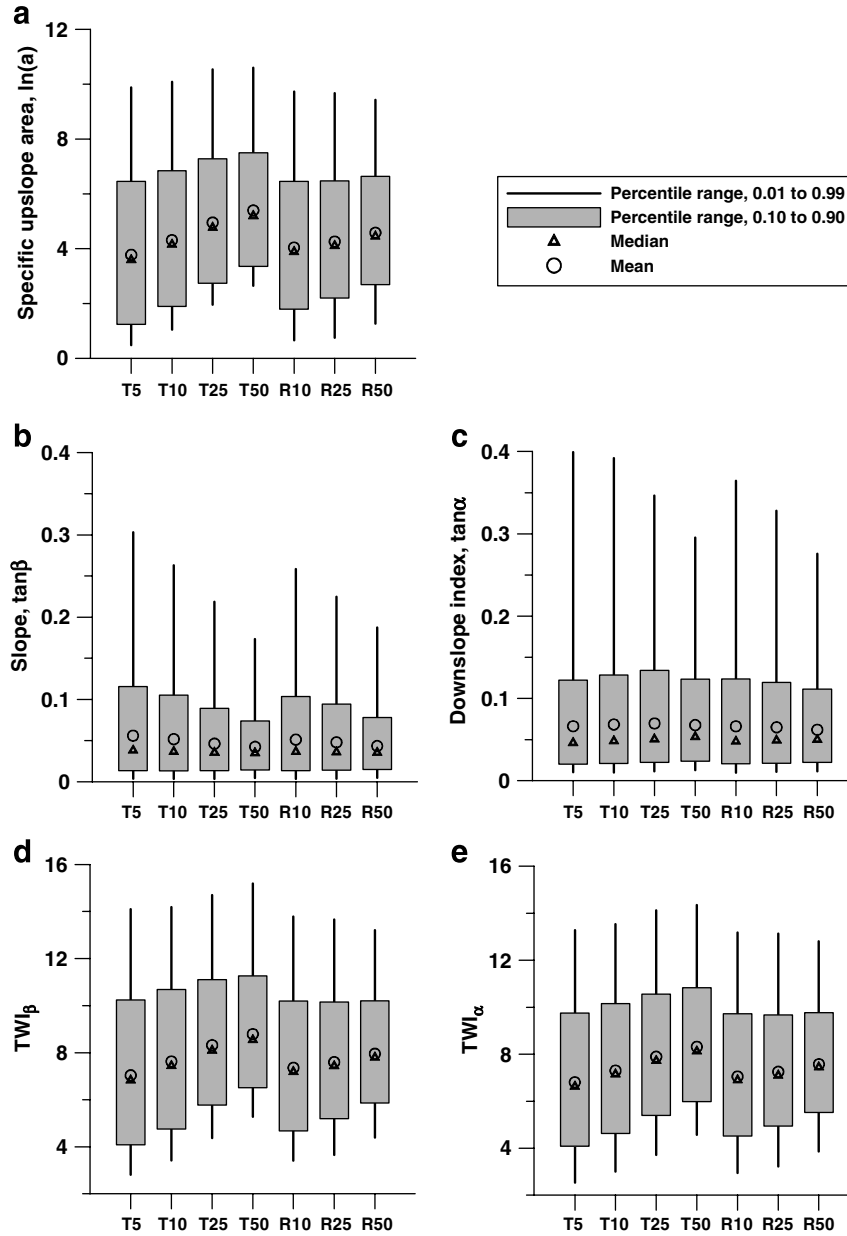 a
Specific upslope area, ln(a)
12
8
4
0
T5 T10 T25 T50 R10 R25 R50
Percentile range, 0.01 to 0.99
Percentile range, 0.10 to 0.90
Median
Mean
b
Slope, tanβ
0.4
0.3
0.2
0.1
0
T5 T10 T25 T50 R10 R25 R50
c
Downslope index, tanα
0.4
0.3
0.2
0.1
0
T5 T10 T25 T50 R10 R25 R50
d
TWIβ
16
12
8
4
T5 T10 T25 T50 R10 R25 R50
e
TWIα
16
12
8
4
T5 T10 T25 T50 R10 R25 R50